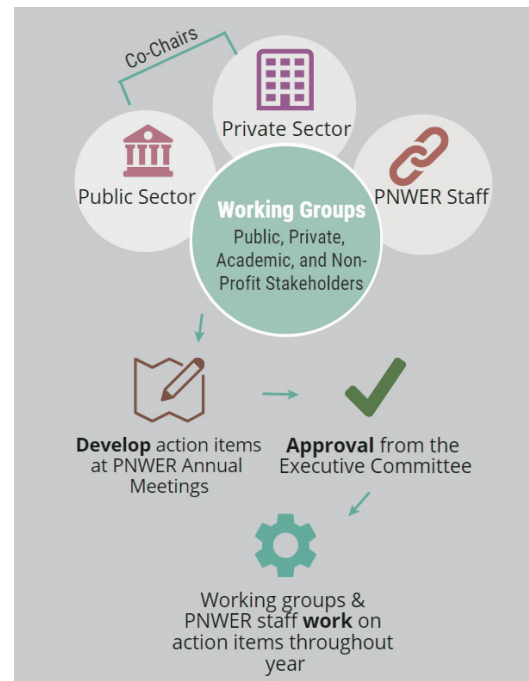 Co-Chairs
Private Sector
Public Sector
PNWER Staff
Working Groups
Public, Private,
Academic, and Non-
Profit Stakeholders
Develop action items
at PNWER Annual
Meetings
Approval from the
Executive Committee
Working groups &
PNWER staff work on
action items throughout
year